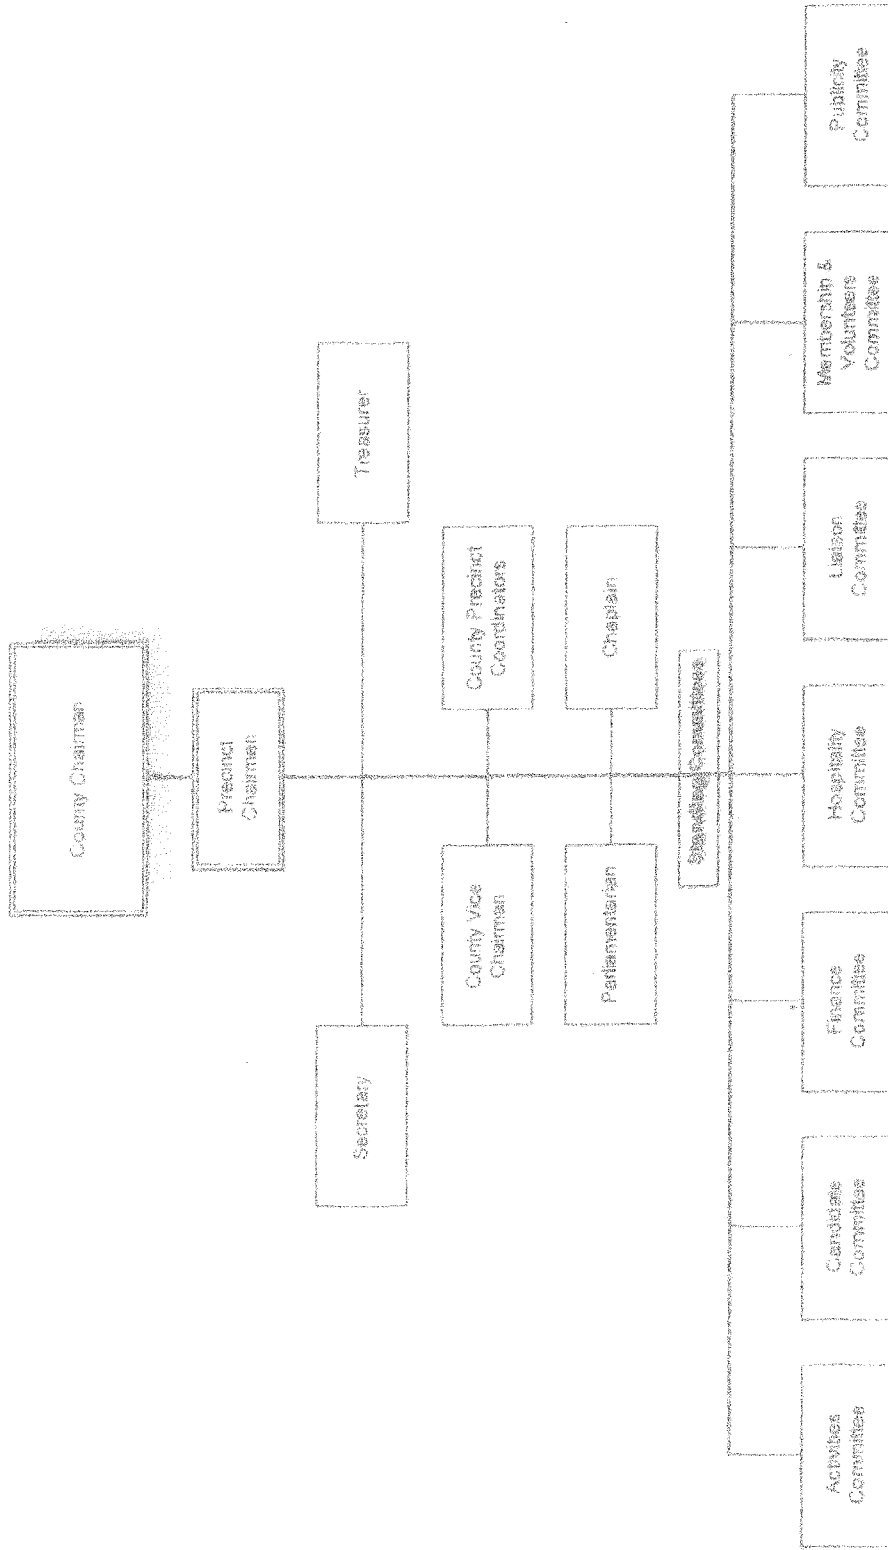 County Chairman
Precinct
Chairman
Secretary
Treasurer
County Vice
Chairman
County Precinct
Coordinators
Parliamentarian
Chaplain
Standing Committees
Activities
Committee
Candidate
Committee
Finance
Committee
Hospitality
Committee
Liaison
Committee
Membership &
Volunteers
Committee
Publicity
Committee